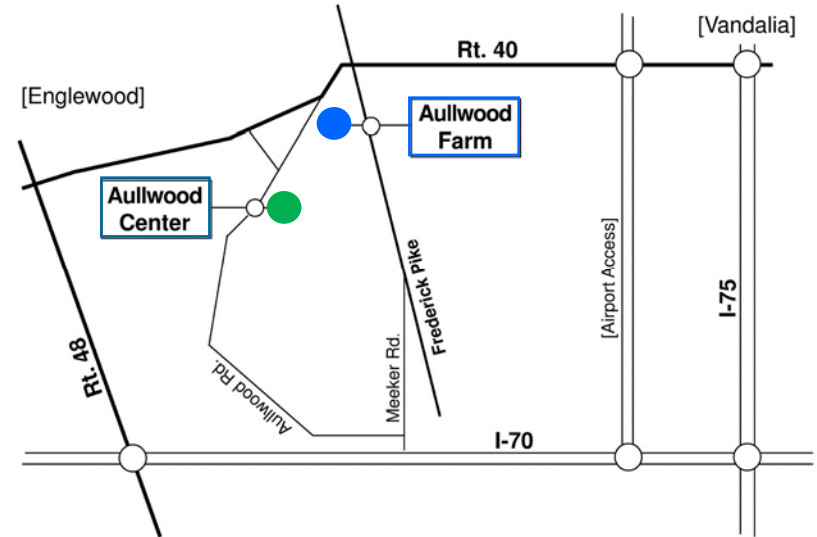 [Vandalia]
Rt. 40
[Englewood]
Aullwood
Farm
Aullwood
Center
[Airport Access]
Frederick Pike
I-75
Rt. 48
Meeker Rd.
Aullwood Rd.
I-70